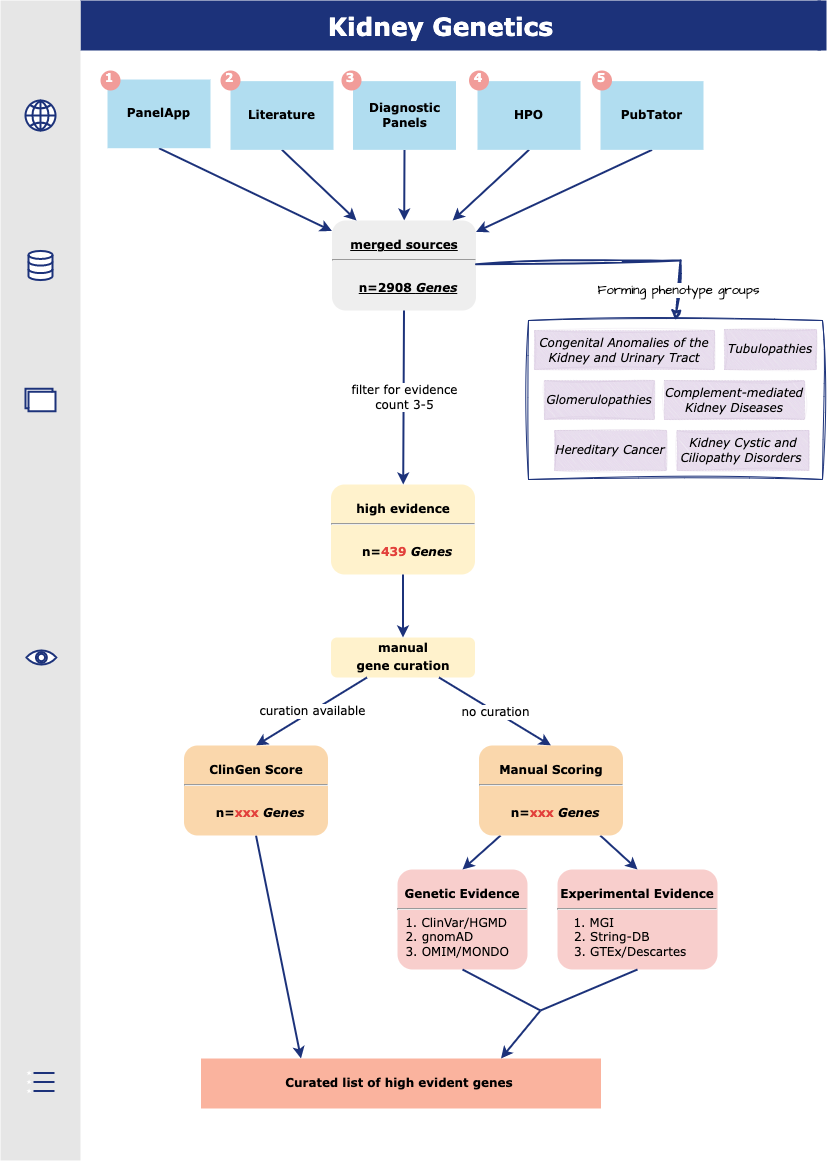 Kidney Genetics
1
2
3
4
5
PanelApp
Literature
Diagnostic
Panels
HPO
PubTator
merged sources
n=2908 Genes
Forming phenotype groups
Congenital Anomalies of the
Kidney and Urinary Tract
Tubulopathies
Glomerulopathies
Complement-mediated
Kidney Diseases
Hereditary Cancer
Kidney Cystic and
Ciliopathy Disorders
filter for evidence
count 3-5
high evidence
n=439 Genes
manual
gene curation
curation available
no curation
ClinGen Score
n=xxx Genes
Manual Scoring
n=xxx Genes
Genetic Evidence
1. ClinVar/HGMD
2. gnomAD
3. OMIM/MONDO
Experimental Evidence
1. MGI
2. String-DB
3. GTEx/Descartes
Curated list of high evident genes